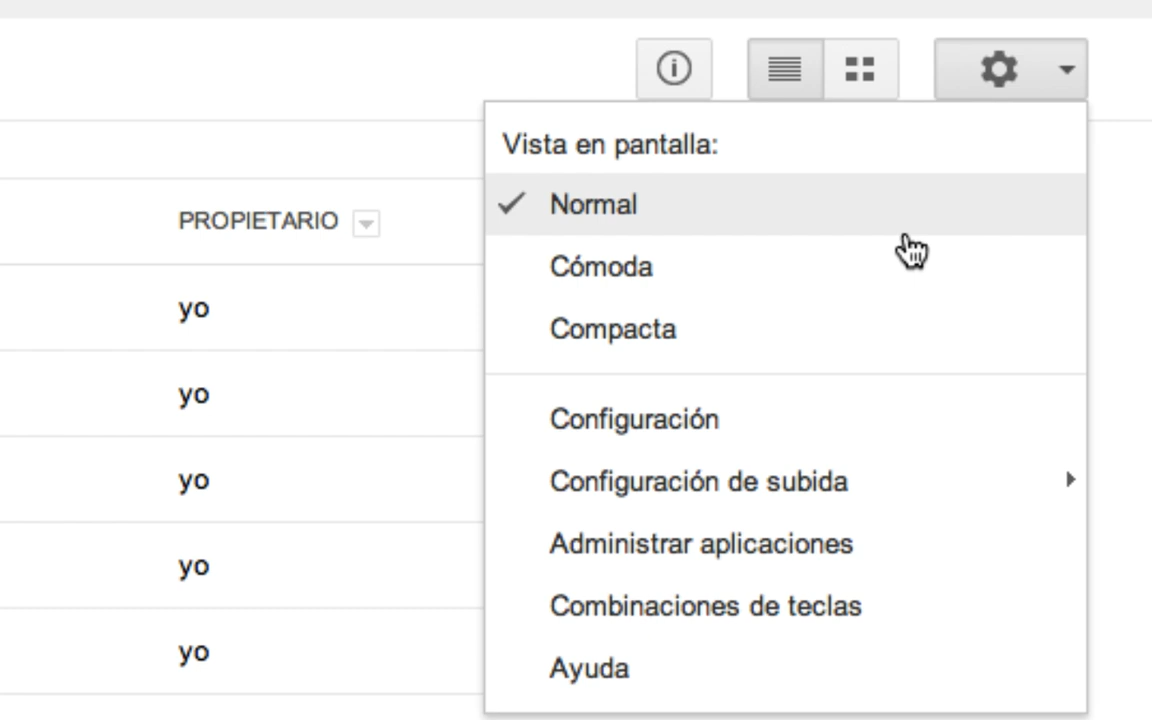 Vista en pantalla:
Normal
Cómoda
Compacta
Configuración
Configuración de subida
Administrar aplicaciones
Combinaciones de teclas
Ayuda
PROPIETARIO
yo
yo
yo
yo
yo